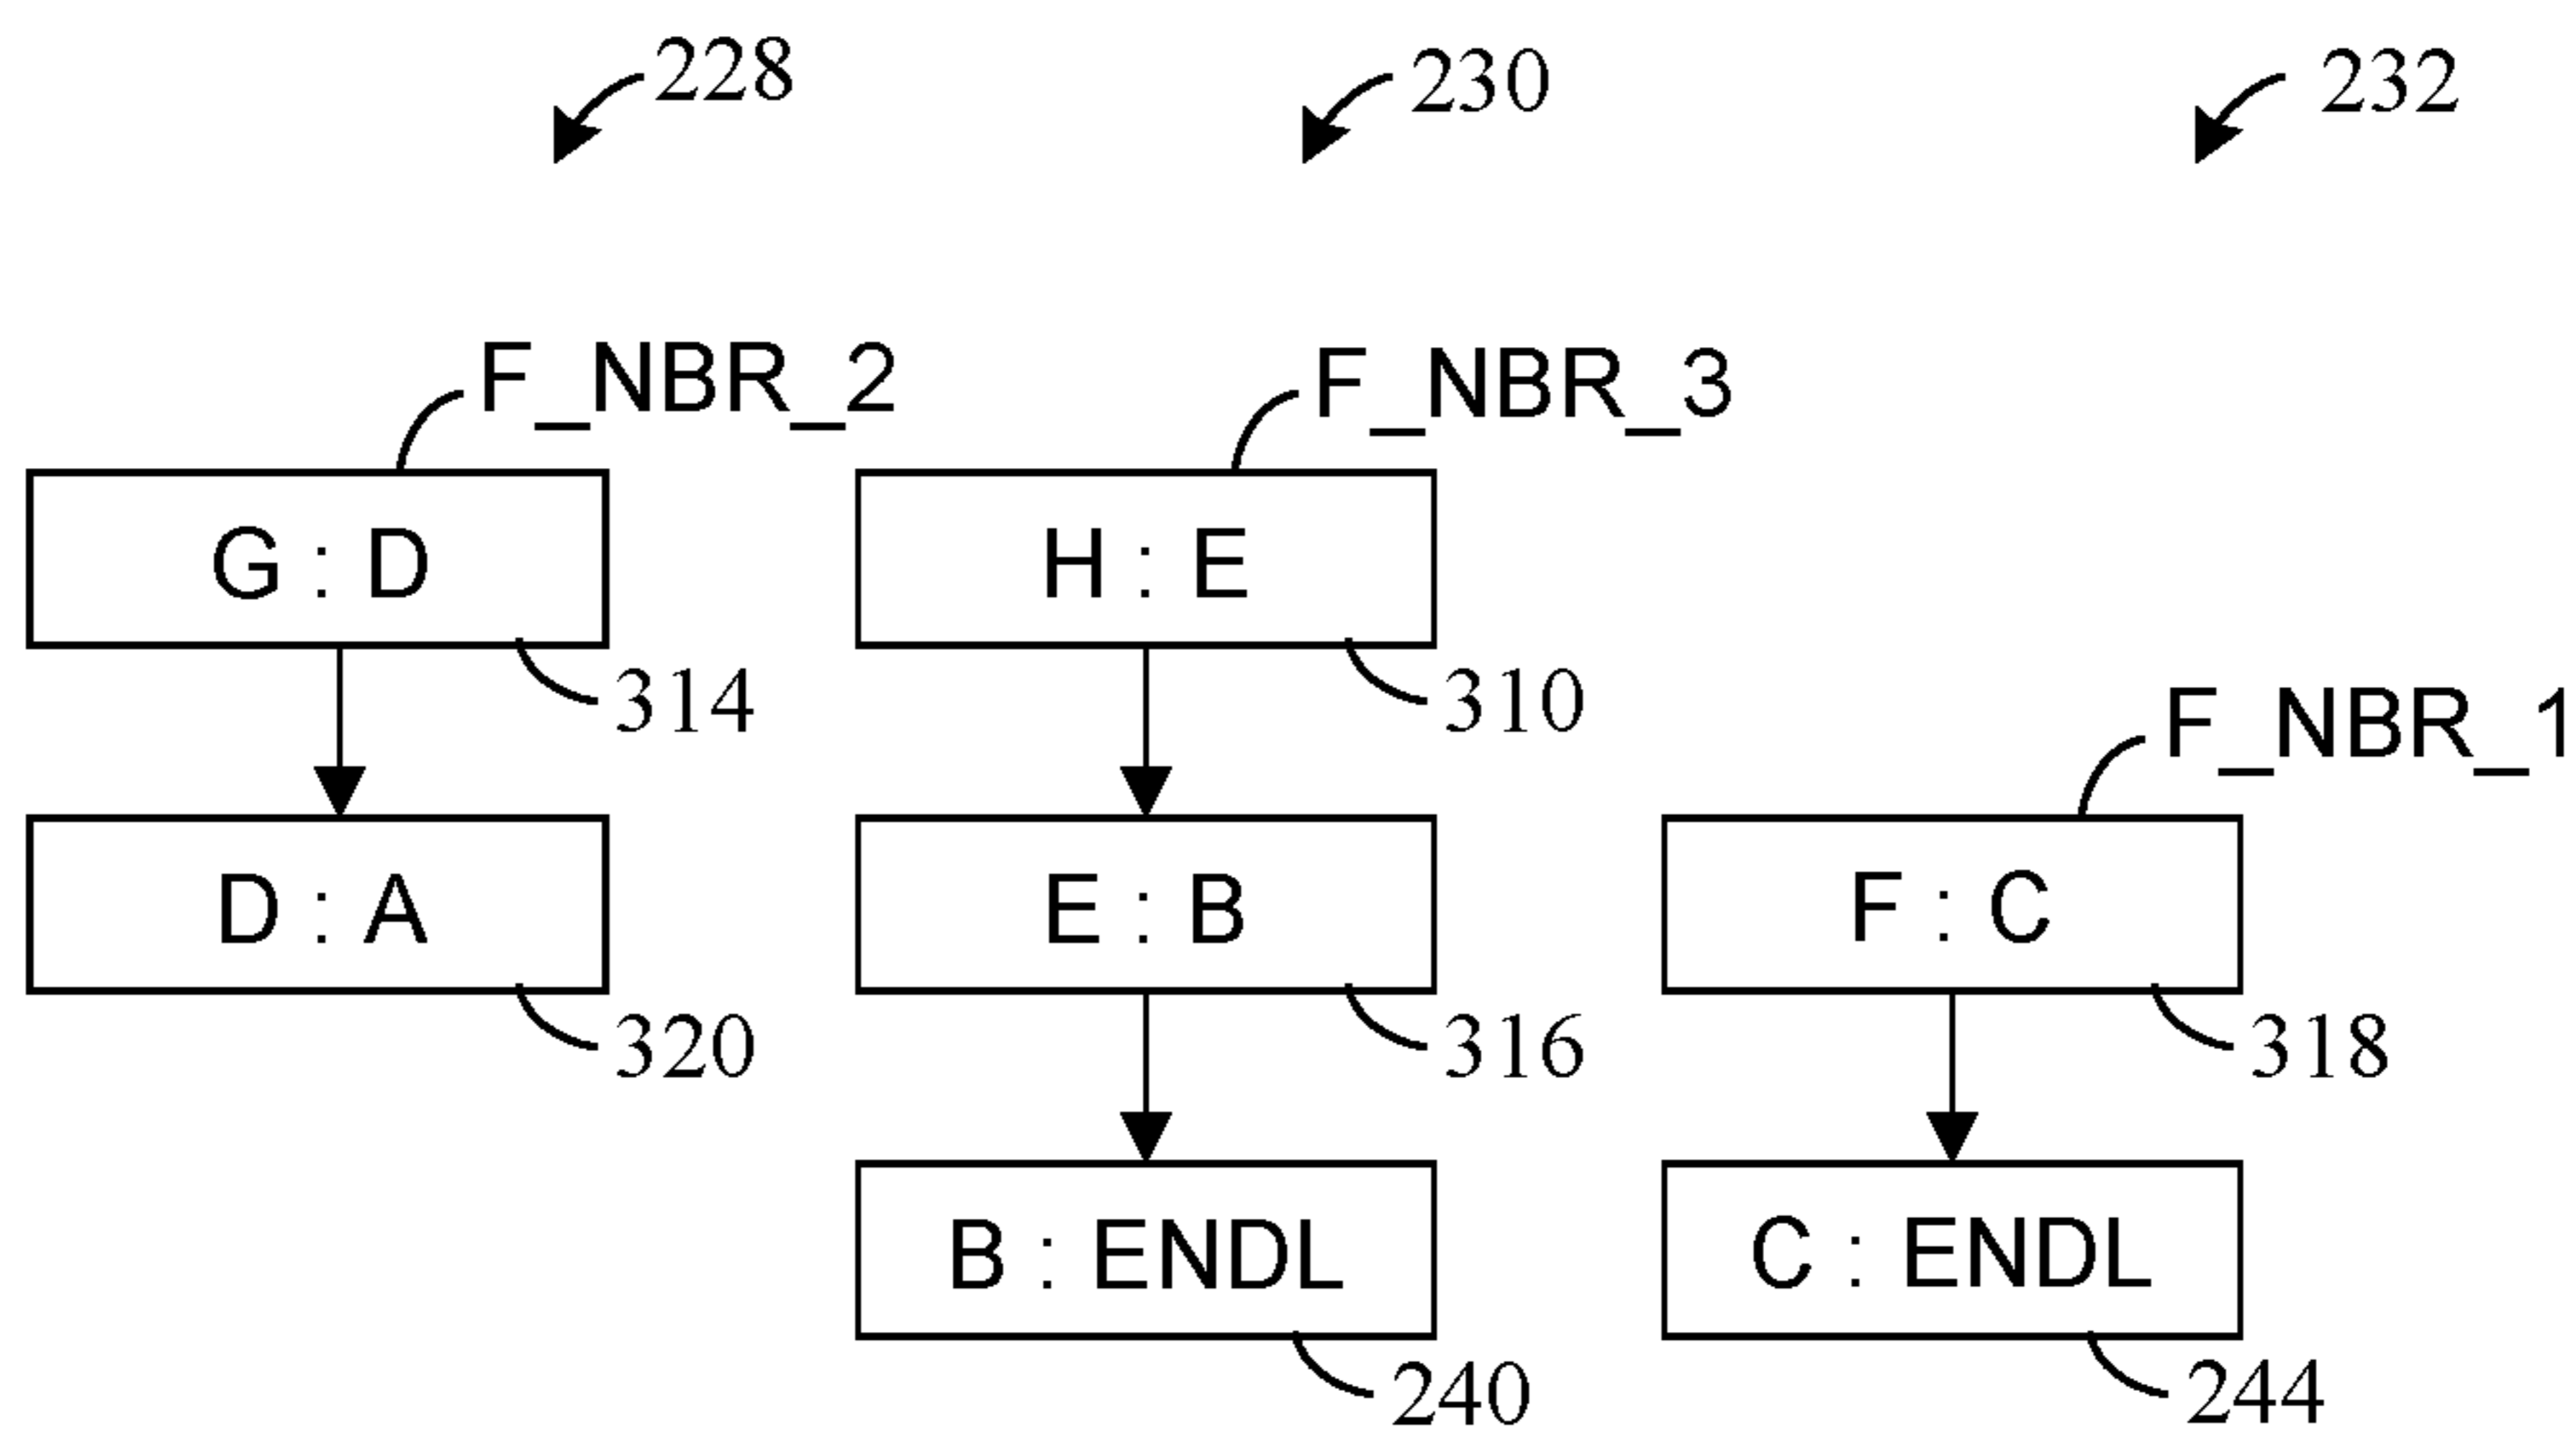 228 230 232
F_NBR_2 F_NBR_3
G : D H : E
314 310
F_NBR_1
D : A E : B F : C
320 316 318
B : ENDL C : ENDL
240 244